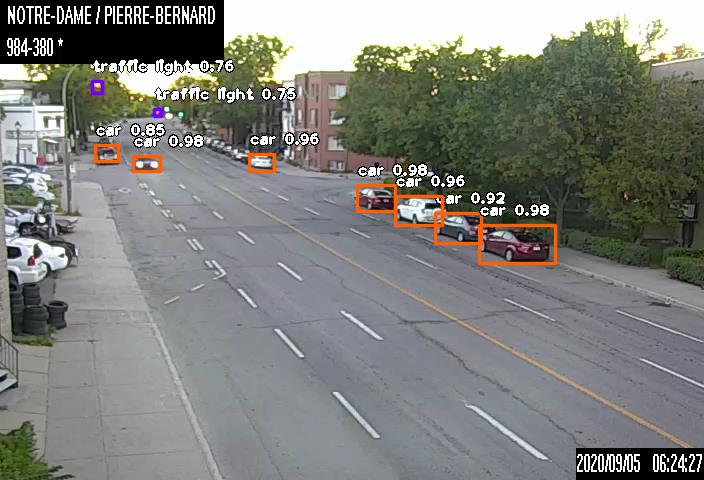 NOTRE-DAME / PIERRE-BERNARD
984-380 *
traffic light 0.76
traffic light 0.75
car 0.85
car 0.98
car 0.96
car 0.98
car 0.96
car 0.92
car 0.98
2020/09/05 06:24:27